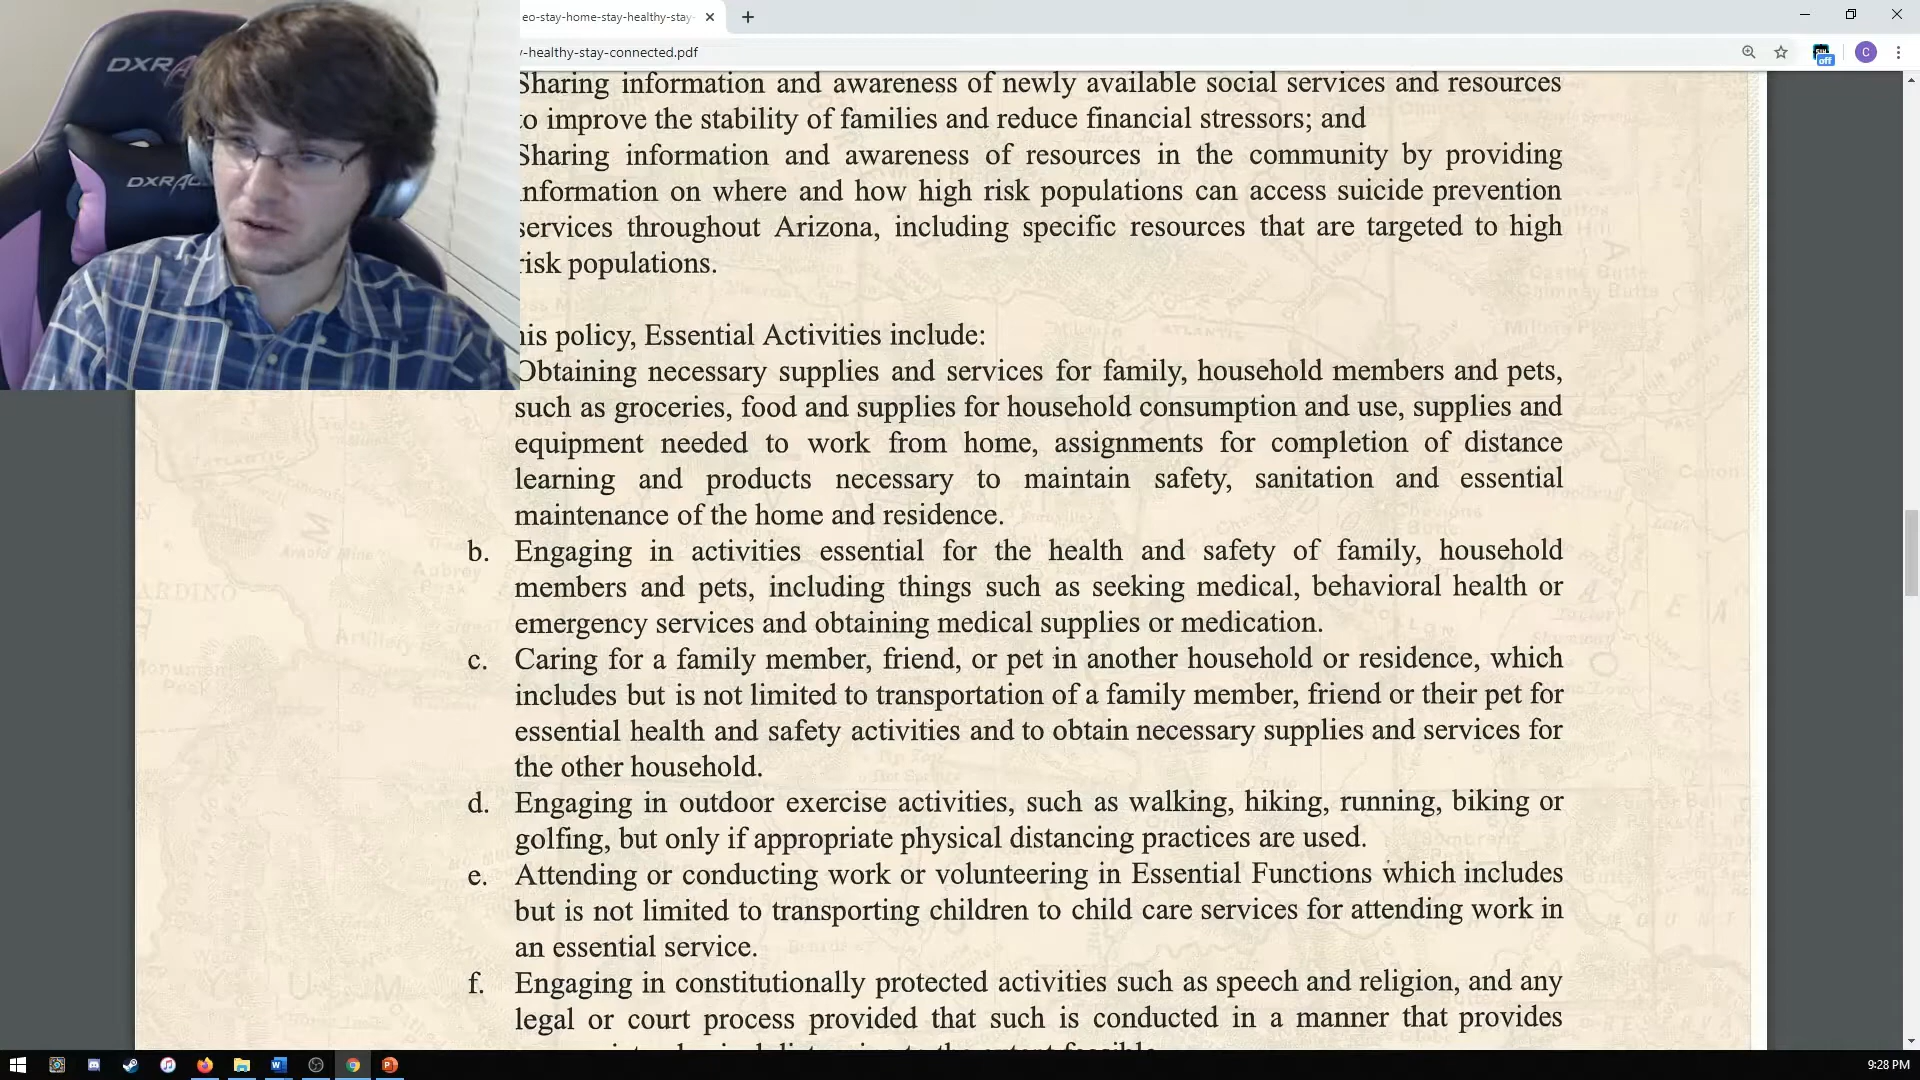 DXRA
DXRAC
eo-stay-home-stay-healthy-stay-
y-healthy-stay-connected.pdf
off
C
Sharing information and awareness of newly available social services and resources
to improve the stability of families and reduce financial stressors; and
Sharing information and awareness of resources in the community by providing
information on where and how high risk populations can access suicide prevention
services throughout Arizona, including specific resources that are targeted to high
risk populations.
his policy, Essential Activities include:
Obtaining necessary supplies and services for family, household members and pets,
such as groceries, food and supplies for household consumption and use, supplies and
equipment needed to work from home, assignments for completion of distance
learning and products necessary to maintain safety, sanitation and essential
maintenance of the home and residence.
b. Engaging in activities essential for the health and safety of family, household
members and pets, including things such as seeking medical, behavioral health or
emergency services and obtaining medical supplies or medication.
c. Caring for a family member, friend, or pet in another household or residence, which
includes but is not limited to transportation of a family member, friend or their pet for
essential health and safety activities and to obtain necessary supplies and services for
the other household.
d. Engaging in outdoor exercise activities, such as walking, hiking, running, biking or
golfing, but only if appropriate physical distancing practices are used.
e. Attending or conducting work or volunteering in Essential Functions which includes
but is not limited to transporting children to child care services for attending work in
an essential service.
f. Engaging in constitutionally protected activities such as speech and religion, and any
legal or court process provided that such is conducted in a manner that provides
9:28 PM